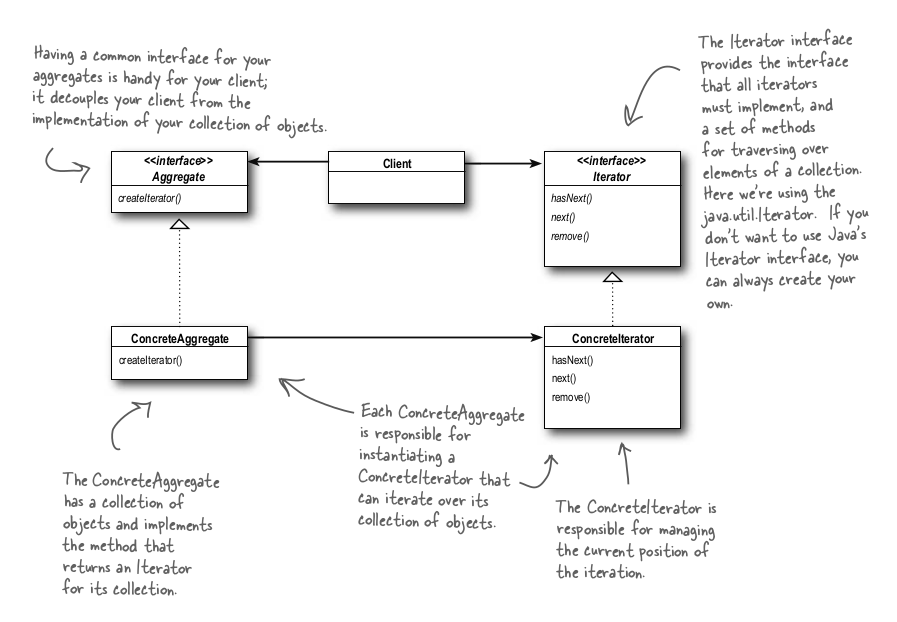 Having a common interface for your
aggregates is handy for your client;
it decouples your client from the
implementation of your collection of objects.
The Iterator interface
provides the interface
that all iterators
must implement, and
a set of methods
for traversing over
elements of a collection.
Here we're using the
java.util.Iterator. If you
don't want to use Java's
Iterator interface, you
can always create your
own.
<<interface>>
Aggregate
createIterator()
Client
<<interface>>
Iterator
hasNext()
next()
remove()
ConcreteAggregate
createIterator()
ConcreteIterator
hasNext()
next()
remove()
Each ConcreteAggregate
is responsible for
instantiating a
ConcreteIterator that
can iterate over its
collection of objects.
The ConcreteAggregate
has a collection of
objects and implements
the method that
returns an Iterator
for its collection.
The ConcreteIterator is
responsible for managing
the current position of
the iteration.